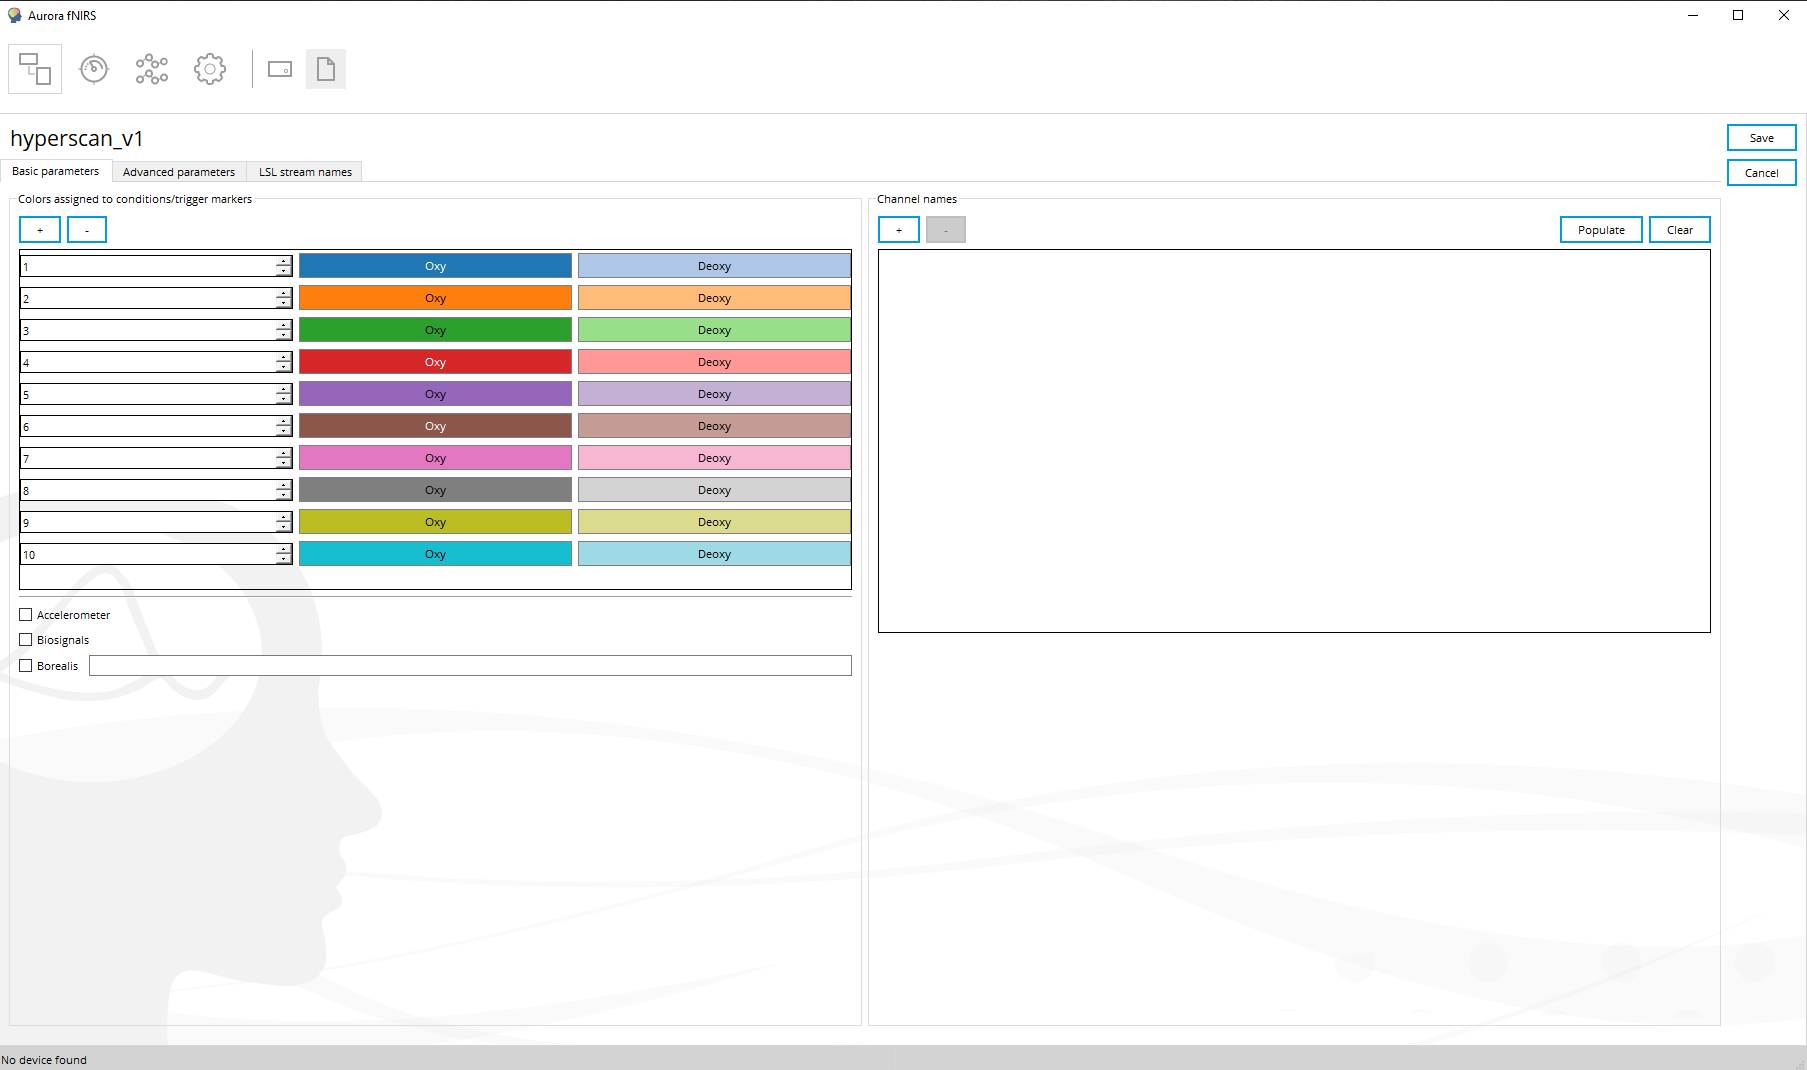 Aurora fNIRS
hyperscan_v1
Save
Cancel
Basic parameters
Advanced parameters
LSL stream names
Colors assigned to conditions/trigger markers
+
-
1 Oxy Deoxy
2 Oxy Deoxy
3 Oxy Deoxy
4 Oxy Deoxy
5 Oxy Deoxy
6 Oxy Deoxy
7 Oxy Deoxy
8 Oxy Deoxy
9 Oxy Deoxy
10 Oxy Deoxy
Accelerometer
Biosignals
Borealis
Channel names
+
-
Populate
Clear
No device found